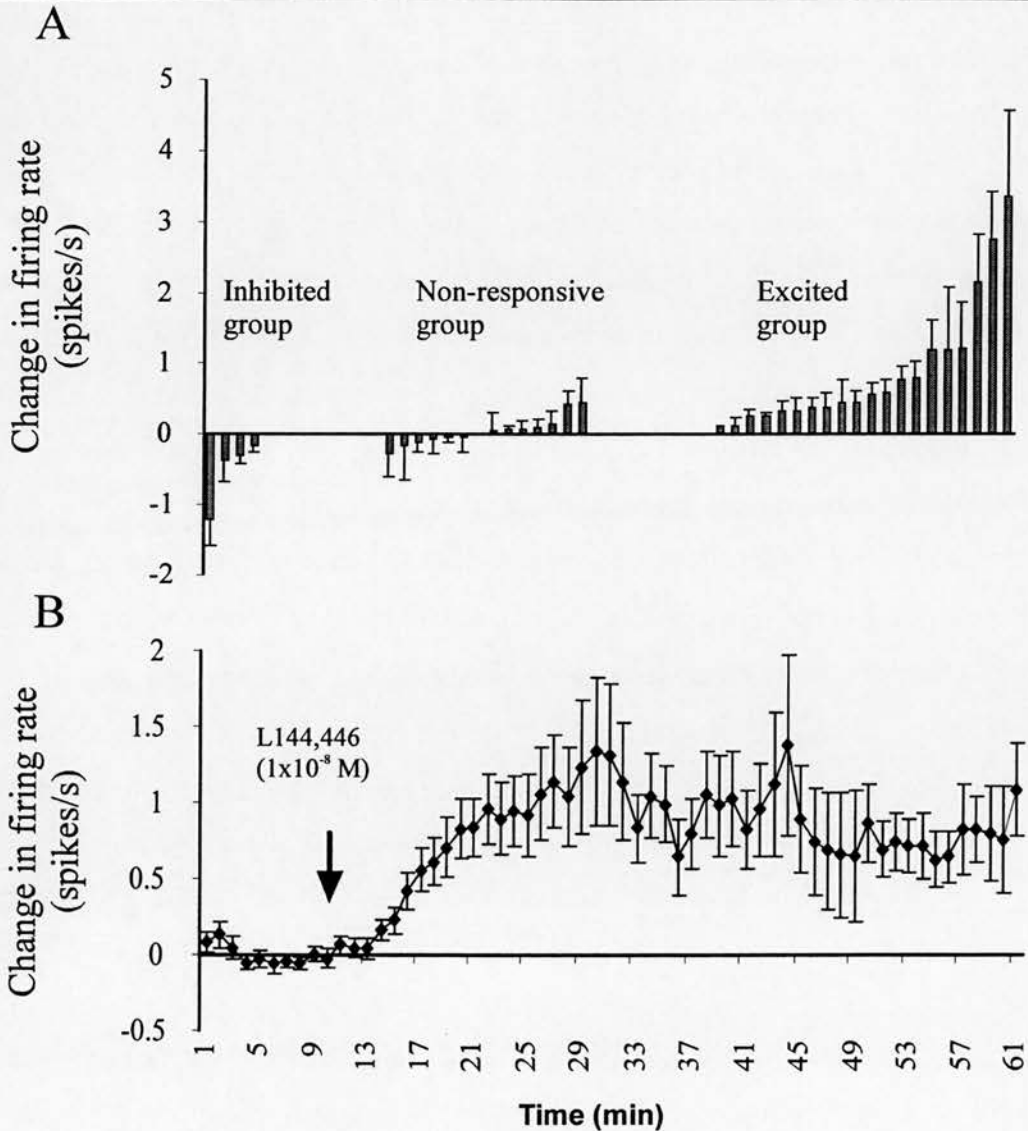 A
Change in firing rate
(spikes/s)
5
4
3
2
1
0
-1
-2
Inhibited
group
Non-responsive
group
Excited
group
B
Change in firing rate
(spikes/s)
2
1.5
1
0.5
0
-0.5
L144,446
(1x10⁻⁸ M)
1
5
9
13
17
21
25
29
33
37
41
45
49
53
57
61
Time (min)